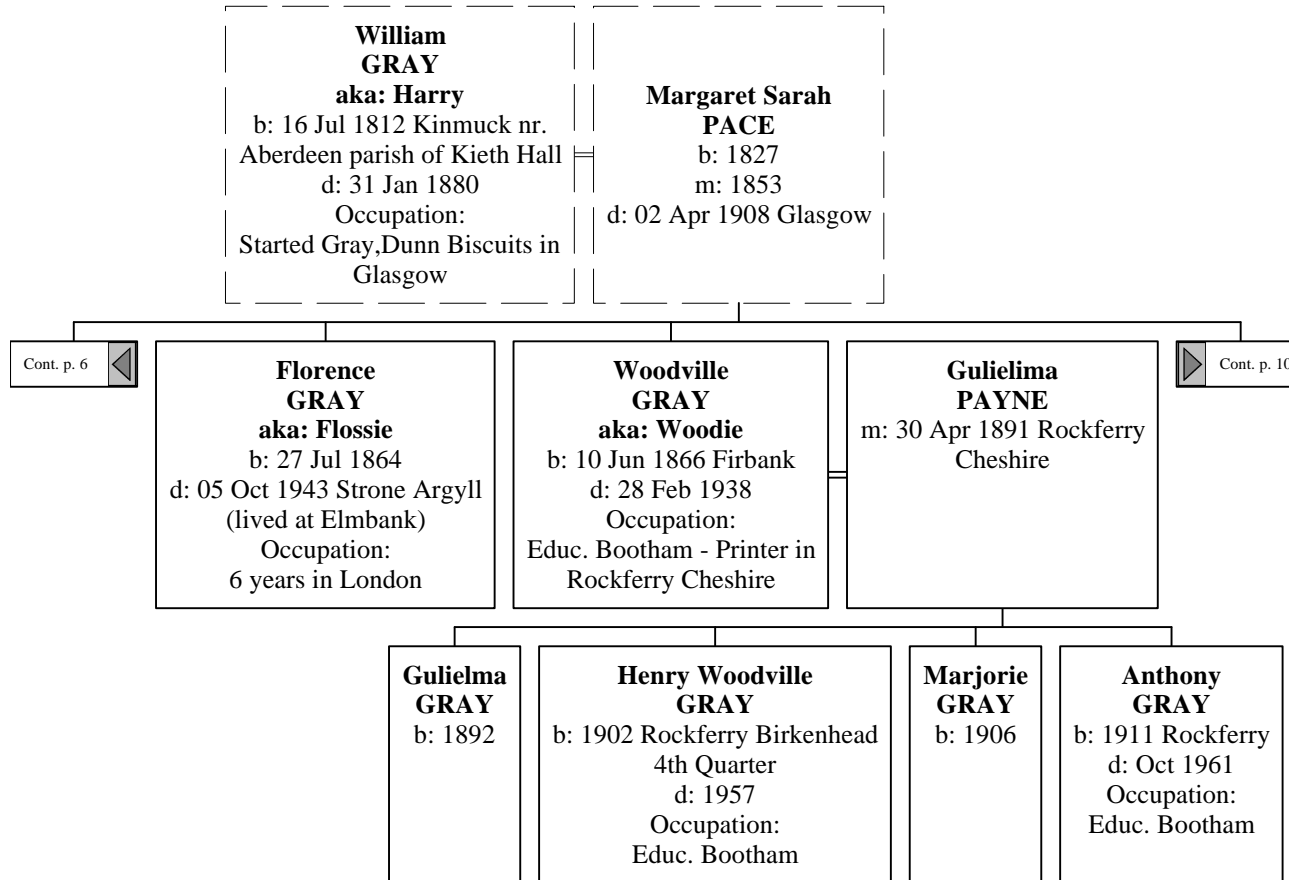 William
GRAY
aka: Harry
b: 16 Jul 1812 Kinmuck nr.
Aberdeen parish of Kieth Hall
d: 31 Jan 1880
Occupation:
Started Gray,Dunn Biscuits in
Glasgow
Margaret Sarah
PACE
b: 1827
m: 1853
d: 02 Apr 1908 Glasgow
Cont. p. 6
Florence
GRAY
aka: Flossie
b: 27 Jul 1864
d: 05 Oct 1943 Strone Argyll
(lived at Elmbank)
Occupation:
6 years in London
Woodville
GRAY
aka: Woodie
b: 10 Jun 1866 Firbank
d: 28 Feb 1938
Occupation:
Educ. Bootham - Printer in
Rockferry Cheshire
Gulielima
PAYNE
m: 30 Apr 1891 Rockferry
Cheshire
Cont. p. 10
Gulielma
GRAY
b: 1892
Henry Woodville
GRAY
b: 1902 Rockferry Birkenhead
4th Quarter
d: 1957
Occupation:
Educ. Bootham
Marjorie
GRAY
b: 1906
Anthony
GRAY
b: 1911 Rockferry
d: Oct 1961
Occupation:
Educ. Bootham